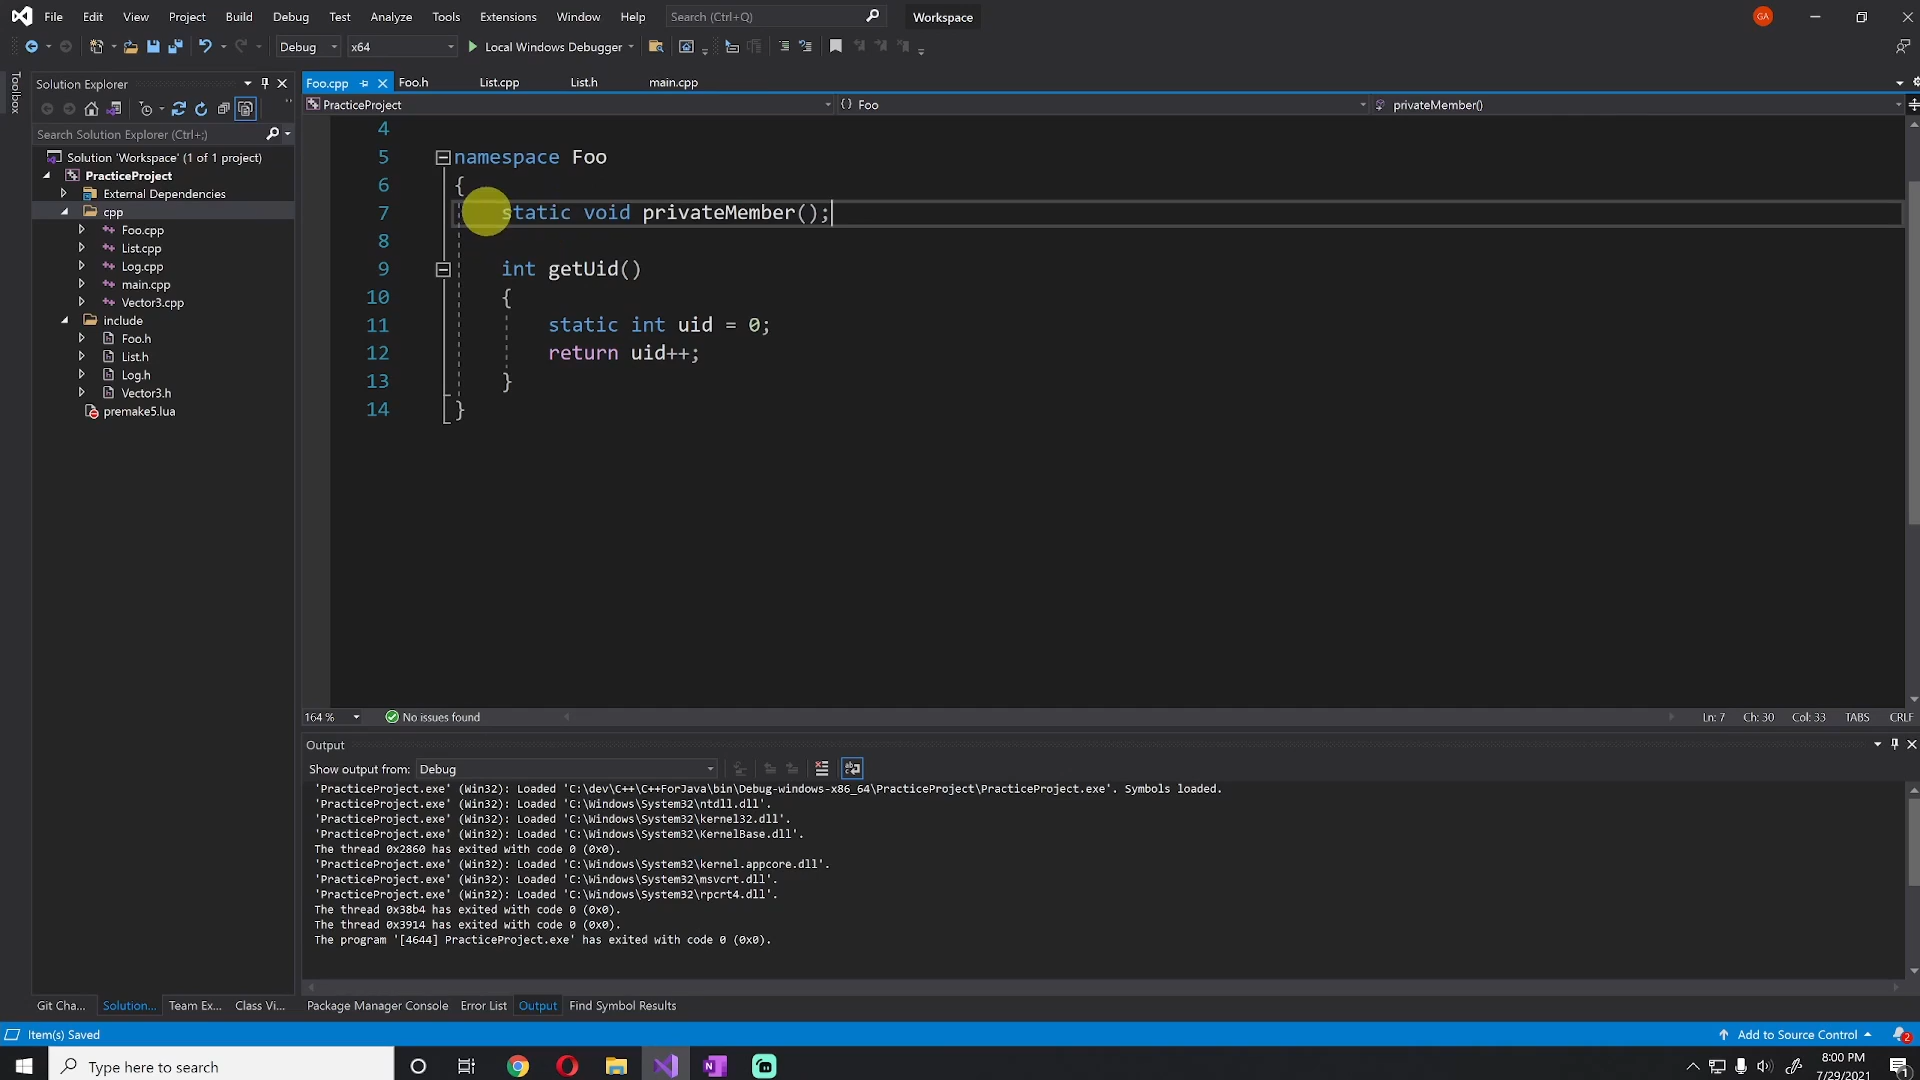 File Edit View Project Build Debug Test Analyze Tools Extensions Window Help Search (Ctrl+Q) Workspace GA
Debug x64 Local Windows Debugger
Toolbox
Solution Explorer
Search Solution Explorer (Ctrl+;)
Solution 'Workspace' (1 of 1 project)
PracticeProject
External Dependencies
cpp
Foo.cpp
List.cpp
Log.cpp
main.cpp
Vector3.cpp
include
Foo.h
List.h
Log.h
Vector3.h
premake5.lua
Foo.cpp Foo.h List.cpp List.h main.cpp
PracticeProject {} Foo privateMember()
4
5 namespace Foo
6 {
7 static void privateMember();
8
9 int getUid()
10 {
11 static int uid = 0;
12 return uid++;
13 }
14 }
164 % No issues found Ln: 7 Ch: 30 Col: 33 TABS CRLF
Output
Show output from: Debug
'PracticeProject.exe' (Win32): Loaded 'C:\dev\C++\C++ForJava\bin\Debug-windows-x86_64\PracticeProject\PracticeProject.exe'. Symbols loaded.
'PracticeProject.exe' (Win32): Loaded 'C:\Windows\System32\ntdll.dll'.
'PracticeProject.exe' (Win32): Loaded 'C:\Windows\System32\kernel32.dll'.
'PracticeProject.exe' (Win32): Loaded 'C:\Windows\System32\KernelBase.dll'.
The thread 0x2860 has exited with code 0 (0x0).
'PracticeProject.exe' (Win32): Loaded 'C:\Windows\System32\kernel.appcore.dll'.
'PracticeProject.exe' (Win32): Loaded 'C:\Windows\System32\msvcrt.dll'.
'PracticeProject.exe' (Win32): Loaded 'C:\Windows\System32\rpcrt4.dll'.
The thread 0x38b4 has exited with code 0 (0x0).
The thread 0x3914 has exited with code 0 (0x0).
The program '[4644] PracticeProject.exe' has exited with code 0 (0x0).
Git Cha... Solution... Team Ex... Class Vi... Package Manager Console Error List Output Find Symbol Results
Item(s) Saved Add to Source Control 2
Type here to search
8:00 PM
7/29/2021
1